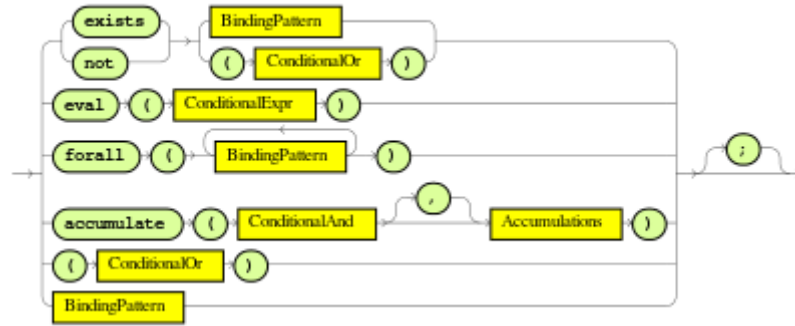 exists BindingPattern
not ( ConditionalOr )
eval ( ConditionalExpr )
forall ( BindingPattern ) ;
accumulate ( ConditionalAnd , Accumulations )
( ConditionalOr )
BindingPattern